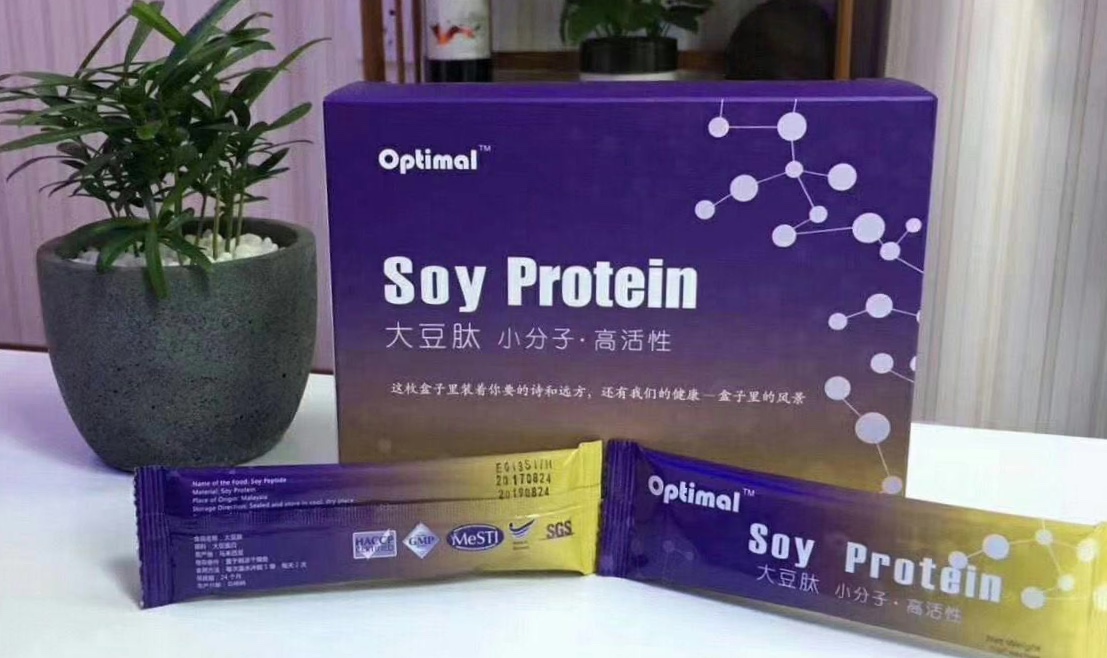 Optimal™
Soy Protein
大豆肽 小分子·高活性
这枚盒子里装着你要的诗和远方，还有我们的健康—盒子里的风景
20170824
20190824
Name of the Food: Soy Peptide
Material: Soy Protein
Place of Origin: Malaysia
Storage Direction: Sealed and store in cool, dry place
HACCP
GMP
MeSTI
SGS
Optimal™
Soy Protein
大豆肽 小分子·高活性
Net Weight